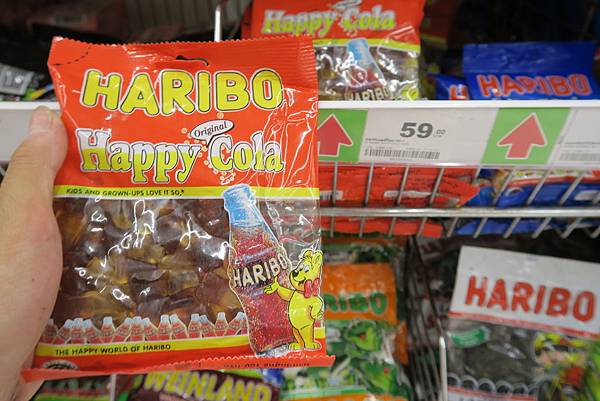 HARIBO
Original
Happy Cola
KIDS AND GROWN-UPS LOVE IT SO,
HARIBO
THE HAPPY WORLD OF HARIBO
Happy Cola
HARIBO
HARIBO
59.00
HARIBO
HARIBO
WEINLAND